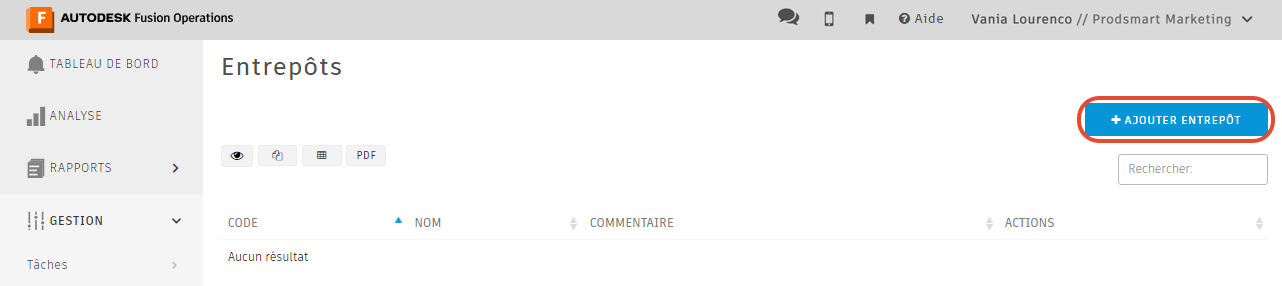 F AUTODESK Fusion Operations
Aide
Vania Lourenco // Prodsmart Marketing
TABLEAU DE BORD
ANALYSE
RAPPORTS
GESTION
Tâches
Entrepôts
+ AJOUTER ENTREPÔT
PDF
Rechercher:
CODE NOM COMMENTAIRE ACTIONS
Aucun résultat